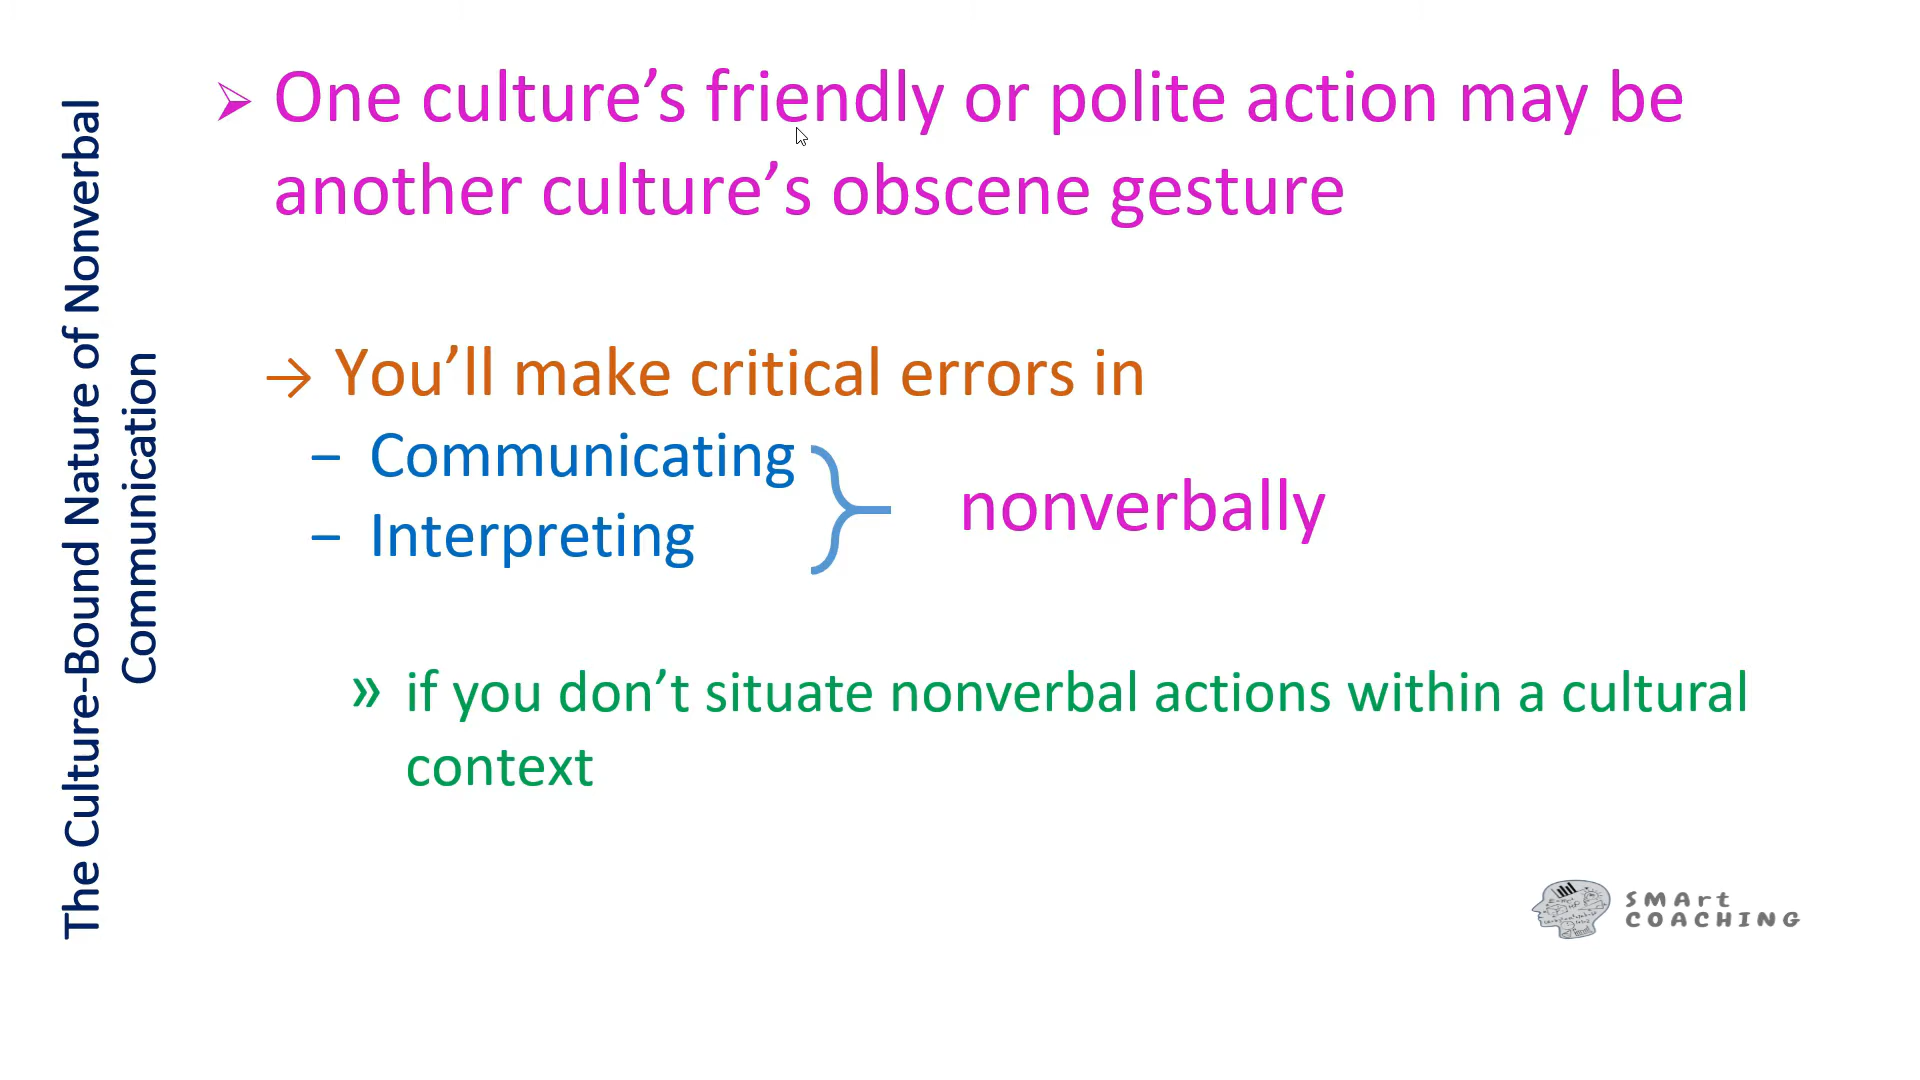 The Culture-Bound Nature of Nonverbal
Communication
➢ One culture’s friendly or polite action may be
another culture’s obscene gesture
→ You’ll make critical errors in
– Communicating
– Interpreting
nonverbally
» if you don’t situate nonverbal actions within a cultural
context
SMArt
COACHING